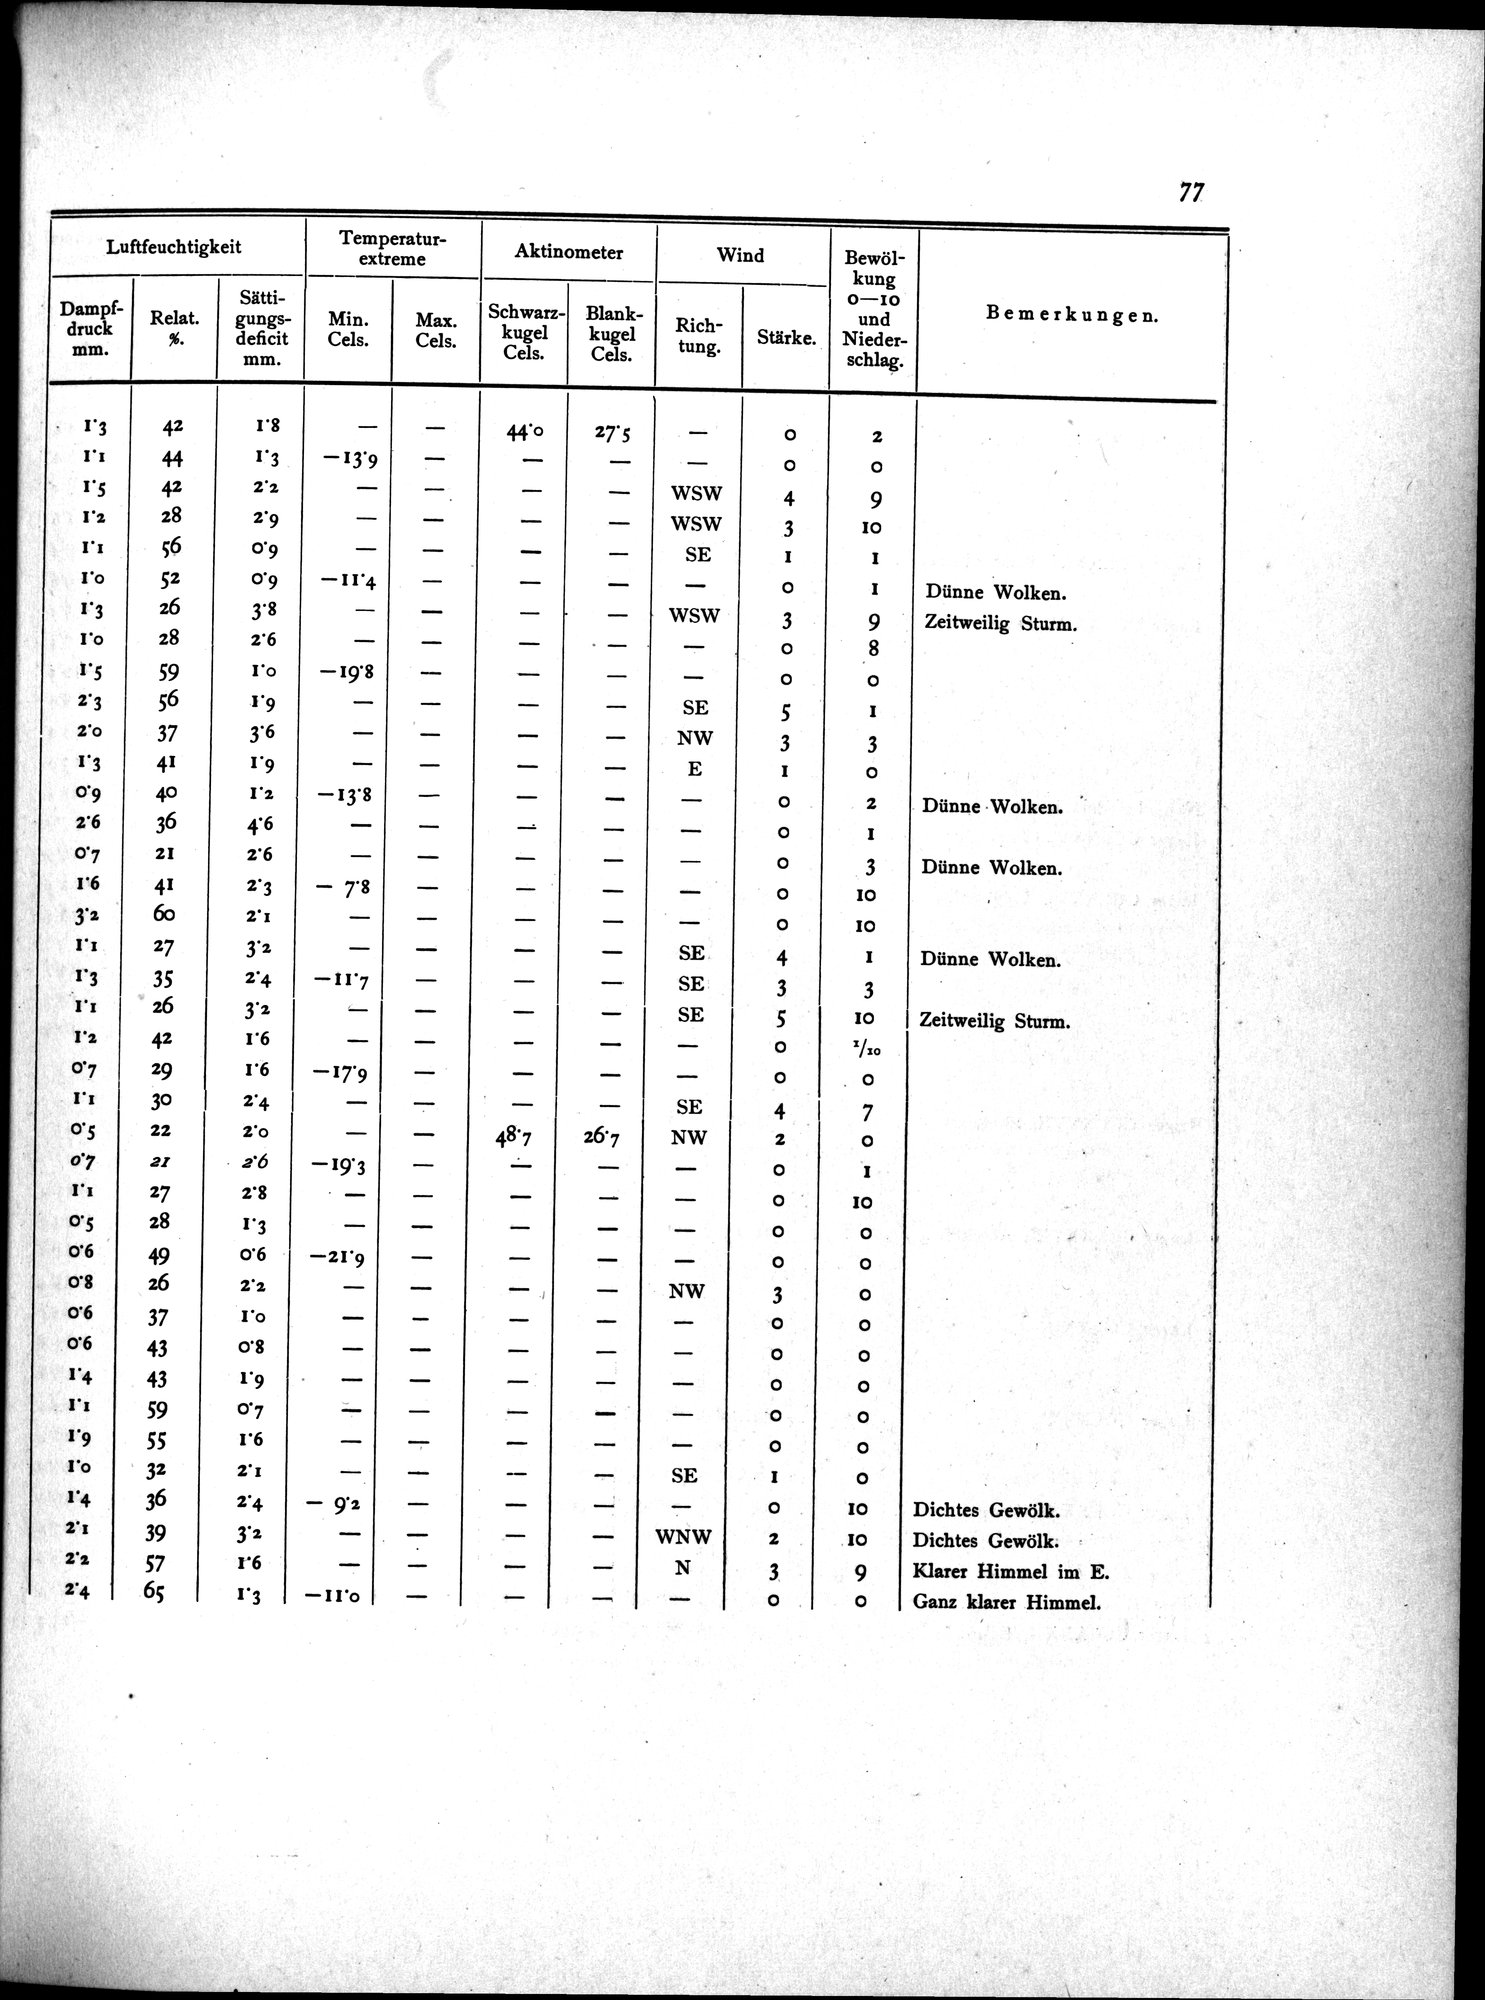 77
Luftfeuchtigkeit | Temperatur-extreme | Aktinometer | Wind | Bewöl-kung 0—10 und Nieder-schlag. | Bemerkungen.
Dampf-druck mm. | Relat. %. | Sätti-gungs-deficit mm. | Min. Cels. | Max. Cels. | Schwarz-kugel Cels. | Blank-kugel Cels. | Rich-tung. | Stärke.
1·3 42 1·8 — — 44·0 27·5 — 0 2
1·1 44 1·3 —13·9 — — — — 0 0
1·5 42 2·2 — — — — WSW 4 9
1·2 28 2·9 — — — — WSW 3 10
1·1 56 0·9 — — — — SE 1 1
1·0 52 0·9 —11·4 — — — — 0 1 Dünne Wolken.
1·3 26 3·8 — — — — WSW 3 9 Zeitweilig Sturm.
1·0 28 2·6 — — — — — 0 8
1·5 59 1·0 —19·8 — — — — 0 0
2·3 56 1·9 — — — — SE 5 1
2·0 37 3·6 — — — — NW 3 3
1·3 41 1·9 — — — — E 1 0
0·9 40 1·2 —13·8 — — — — 0 2 Dünne Wolken.
2·6 36 4·6 — — — — — 0 1
0·7 21 2·6 — — — — — 0 3 Dünne Wolken.
1·6 41 2·3 — 7·8 — — — — 0 10
3·2 60 2·1 — — — — — 0 10
1·1 27 3·2 — — — — SE 4 1 Dünne Wolken.
1·3 35 2·4 —11·7 — — — SE 3 3
1·1 26 3·2 — — — — SE 5 10 Zeitweilig Sturm.
1·2 42 1·6 — — — — — 0 1/10
0·7 29 1·6 —17·9 — — — — 0 0
1·1 30 2·4 — — — — SE 4 7
0·5 22 2·0 — — 48·7 26·7 NW 2 0
0·7 21 2·6 —19·3 — — — — 0 1
1·1 27 2·8 — — — — — 0 10
0·5 28 1·3 — — — — — 0 0
0·6 49 0·6 —21·9 — — — — 0 0
0·8 26 2·2 — — — — NW 3 0
0·6 37 1·0 — — — — — 0 0
0·6 43 0·8 — — — — — 0 0
1·4 43 1·9 — — — — — 0 0
1·1 59 0·7 — — — — — 0 0
1·9 55 1·6 — — — — — 0 0
1·0 32 2·1 — — — — SE 1 0
1·4 36 2·4 — 9·2 — — — — 0 10 Dichtes Gewölk.
2·1 39 3·2 — — — — WNW 2 10 Dichtes Gewölk.
2·2 57 1·6 — — — — N 3 9 Klarer Himmel im E.
2·4 65 1·3 —11·0 — — — — 0 0 Ganz klarer Himmel.